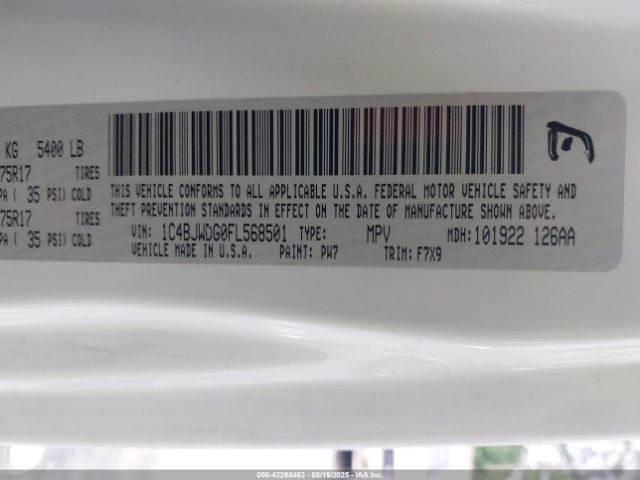 KG 5400 LB
75R17 TIRES
PA ( 35 PSI) COLD
75R17 TIRES
PA ( 35 PSI) COLD
THIS VEHICLE CONFORMS TO ALL APPLICABLE U.S.A. FEDERAL MOTOR VEHICLE SAFETY AND
THEFT PREVENTION STANDARDS IN EFFECT ON THE DATE OF MANUFACTURE SHOWN ABOVE.
VIN: 1C4BJWDG0FL568501 TYPE: MPV MDH: 101922 126AA
VEHICLE MADE IN U.S.A. PAINT: PW7 TRIM: F7X9
000-42268463 - 05/19/2025 - IAA Inc.